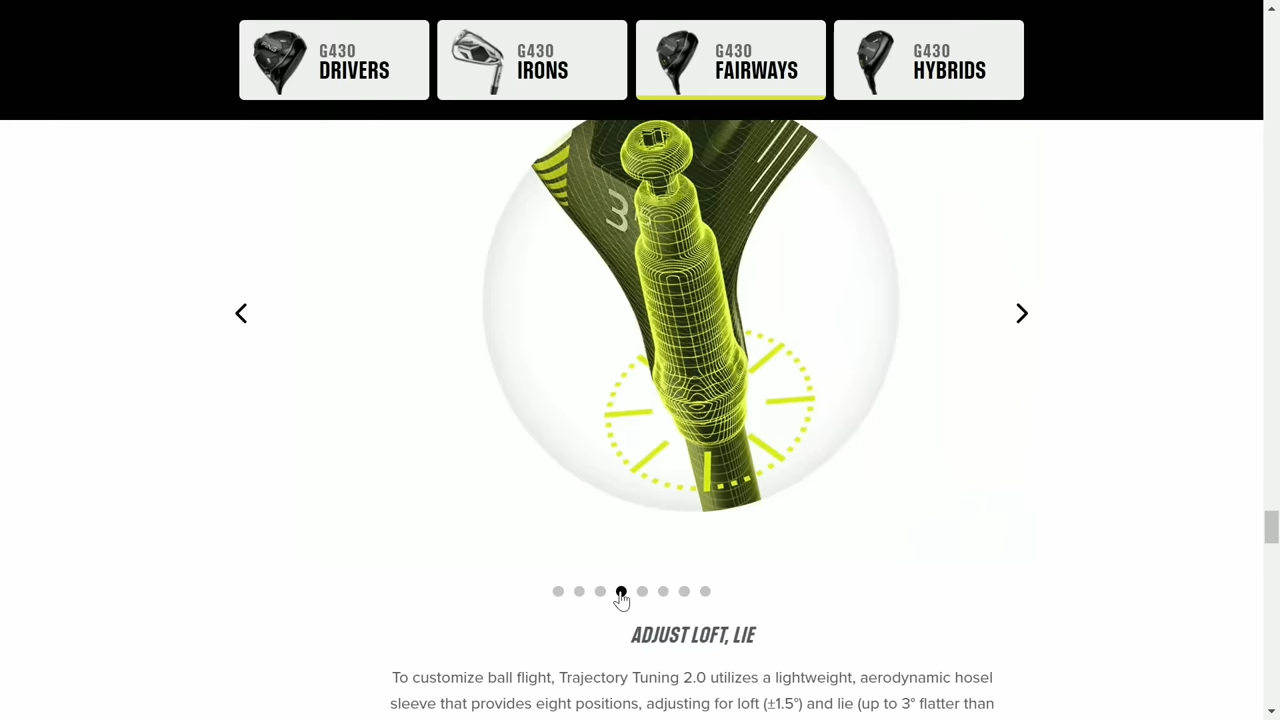 G430
DRIVERS
G430
IRONS
G430
FAIRWAYS
G430
HYBRIDS
3
ADJUST LOFT, LIE
To customize ball flight, Trajectory Tuning 2.0 utilizes a lightweight, aerodynamic hosel
sleeve that provides eight positions, adjusting for loft (±1.5°) and lie (up to 3° flatter than